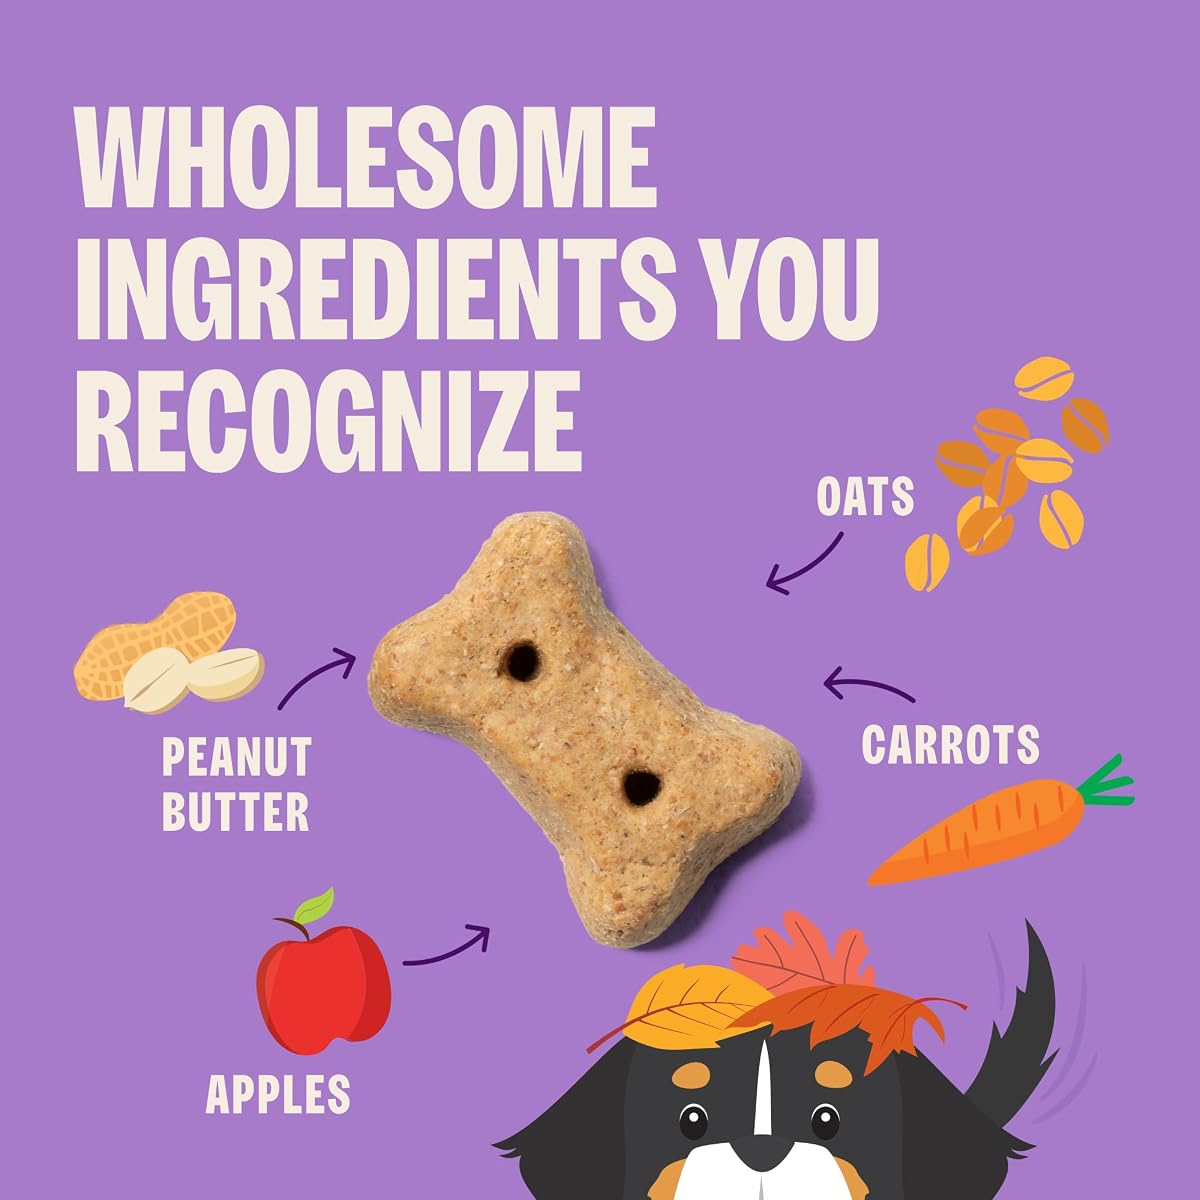 WHOLESOME
INGREDIENTS YOU
RECOGNIZE
OATS
PEANUT
BUTTER
CARROTS
APPLES